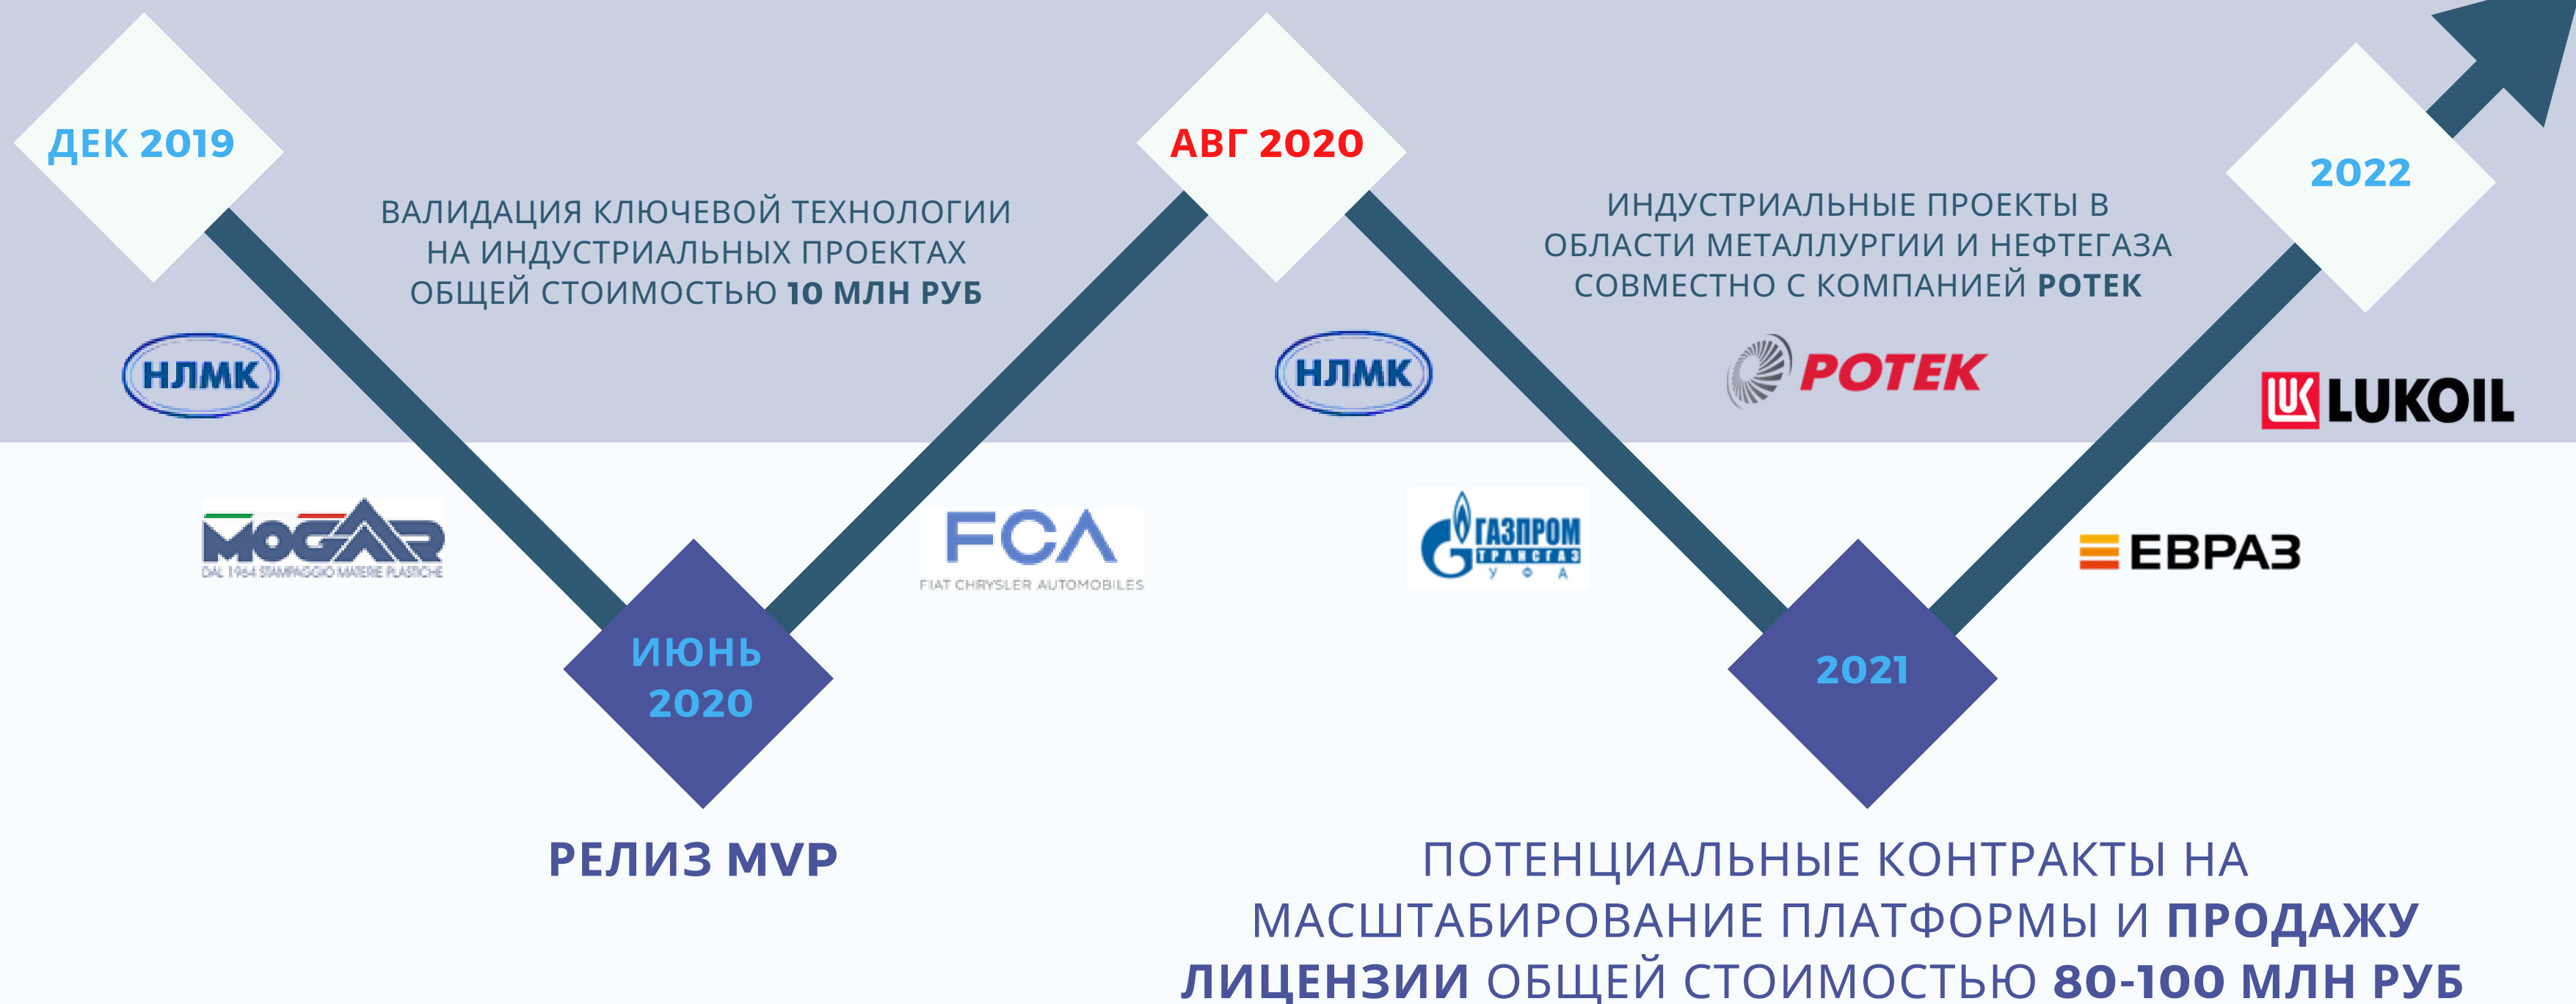 ДЕК 2019
ВАЛИДАЦИЯ КЛЮЧЕВОЙ ТЕХНОЛОГИИ
НА ИНДУСТРИАЛЬНЫХ ПРОЕКТАХ
ОБЩЕЙ СТОИМОСТЬЮ 10 МЛН РУБ
НЛМК
MOGAR
DAL 1964 STAMPAGGIO MATERIE PLASTICHE
ИЮНЬ
2020
РЕЛИЗ MVP
FCA
FIAT CHRYSLER AUTOMOBILES
АВГ 2020
НЛМК
ГАЗПРОМ
ТРАНСГАЗ
УФА
ИНДУСТРИАЛЬНЫЕ ПРОЕКТЫ В
ОБЛАСТИ МЕТАЛЛУРГИИ И НЕФТЕГАЗА
СОВМЕСТНО С КОМПАНИЕЙ РОТЕК
РОТЕК
2021
ПОТЕНЦИАЛЬНЫЕ КОНТРАКТЫ НА
МАСШТАБИРОВАНИЕ ПЛАТФОРМЫ И ПРОДАЖУ
ЛИЦЕНЗИИ ОБЩЕЙ СТОИМОСТЬЮ 80-100 МЛН РУБ
ЕВРАЗ
2022
LUK LUKOIL